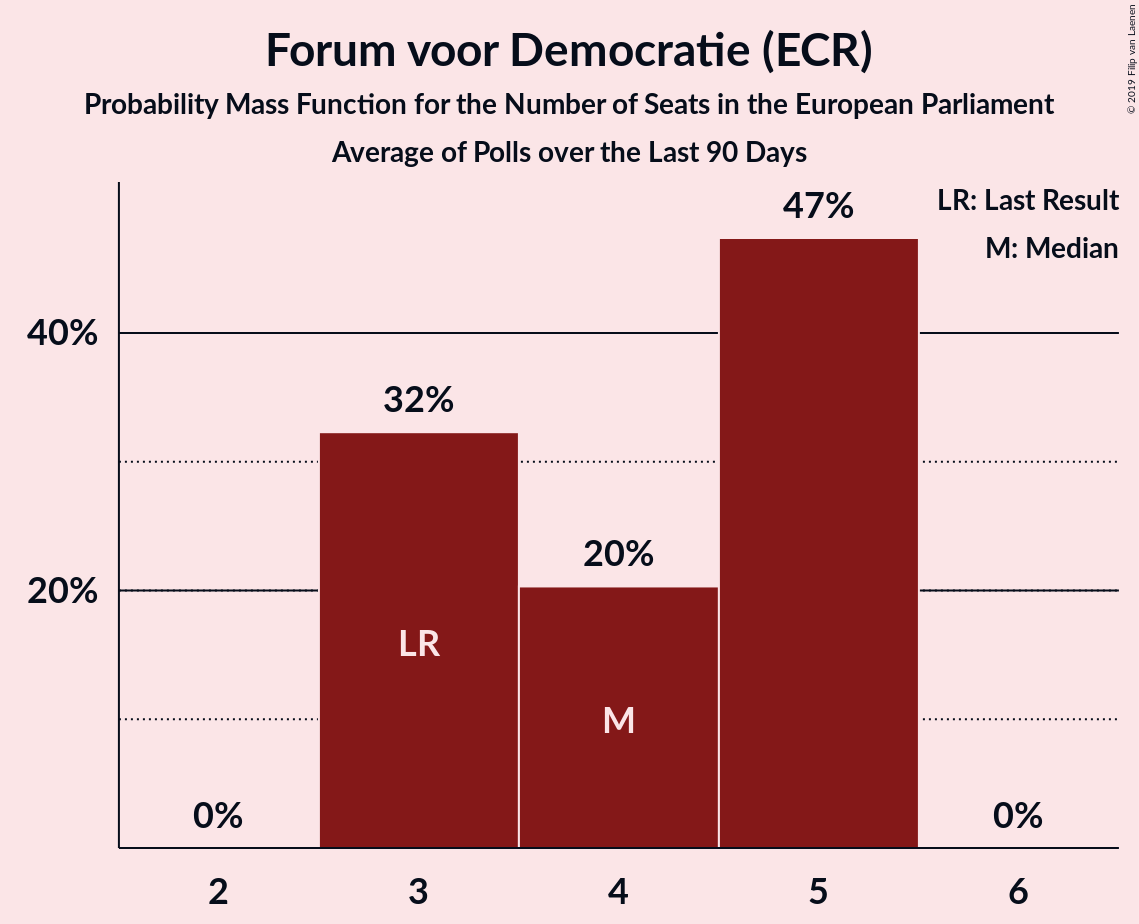 Forum voor Democratie (ECR)
Probability Mass Function for the Number of Seats in the European Parliament
Average of Polls over the Last 90 Days
© 2019 Filip van Laenen
LR: Last Result
M: Median
47%
40%
32%
20%
20%
LR
M
0%
0%
2 3 4 5 6